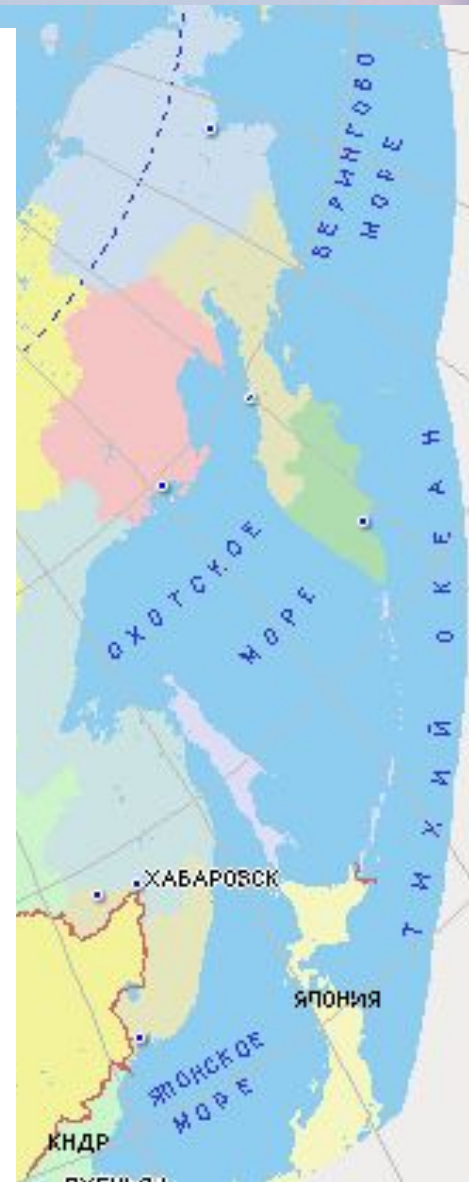 БЕРИНГОВО
МОРЕ
ОХОТСКОЕ
МОРЕ
ТИХИЙ ОКЕАН
ХАБАРОВСК
ЯПОНИЯ
ЯПОНСКОЕ
МОРЕ
КНДР